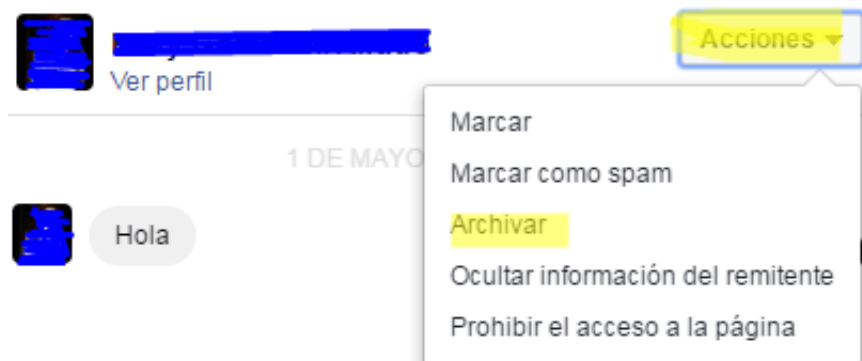 Acciones
Ver perfil
Marcar
1 DE MAYO
Marcar como spam
Archivar
Hola
Ocultar información del remitente
Prohibir el acceso a la página